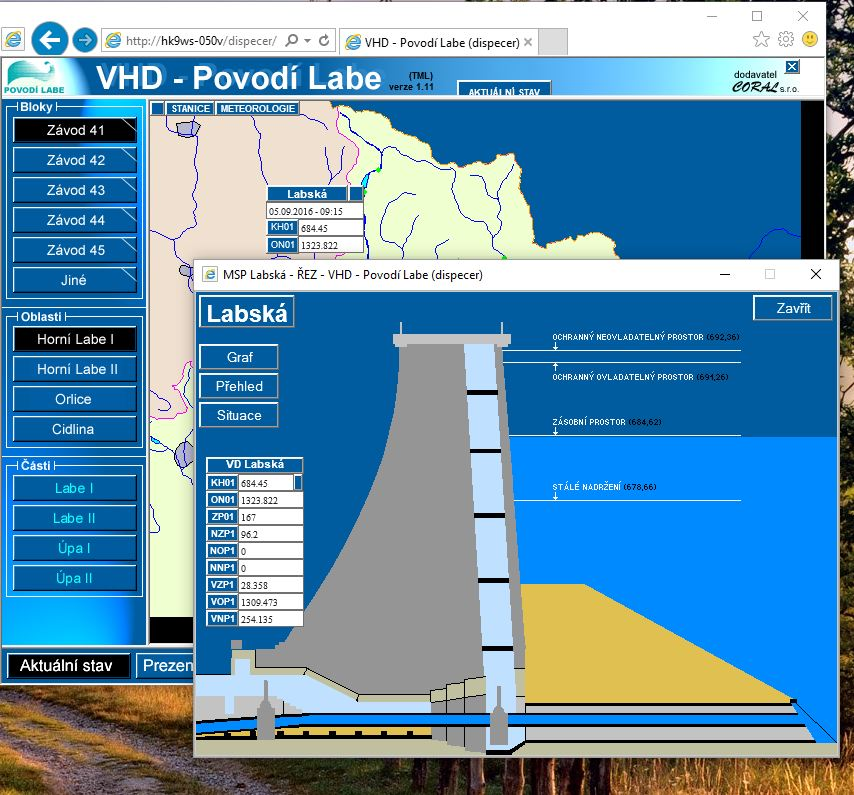 http://hk9ws-050v/dispecer/
VHD - Povodí Labe (dispecer)
POVODÍ LABE
VHD - Povodí Labe
(TML)
verze 1.11
AKTUÁLNÍ STAV
dodavatel
CORAL s.r.o.
Bloky
Závod 41
Závod 42
Závod 43
Závod 44
Závod 45
Jiné
Oblasti
Horní Labe I
Horní Labe II
Orlice
Cidlina
Části
Labe I
Labe II
Úpa I
Úpa II
Aktuální stav
Prezen
STANICE METEOROLOGIE
Labská
05.09.2016 - 09:15
KH01 684.45
ON01 1323.822
MSP Labská - ŘEZ - VHD - Povodí Labe (dispecer)
Labská
Zavřít
Graf
Přehled
Situace
OCHRANNÝ NEOVLADATELNÝ PROSTOR (692,36)
OCHRANNÝ OVLADATELNÝ PROSTOR (691,26)
ZÁSOBNÍ PROSTOR (684,62)
STÁLÉ NADRŽENÍ (678,66)
VD Labská
KH01 684.45
ON01 1323.822
ZP01 167
NZP1 96.2
NOP1 0
NNP1 0
VZP1 28.358
VOP1 1309.473
VNP1 254.135